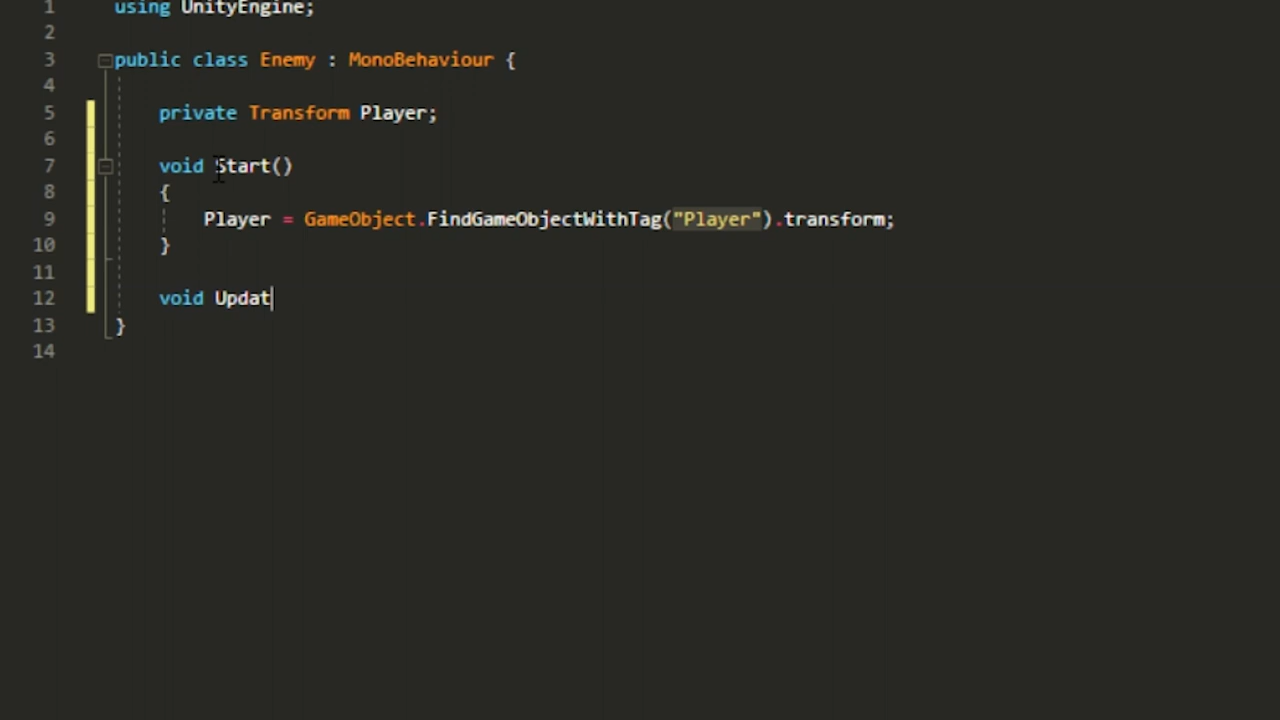 1 using UnityEngine;
2
3 public class Enemy : MonoBehaviour {
4
5 private Transform Player;
6
7 void Start()
8 {
9 Player = GameObject.FindGameObjectWithTag("Player").transform;
10 }
11
12 void Updat
13 }
14